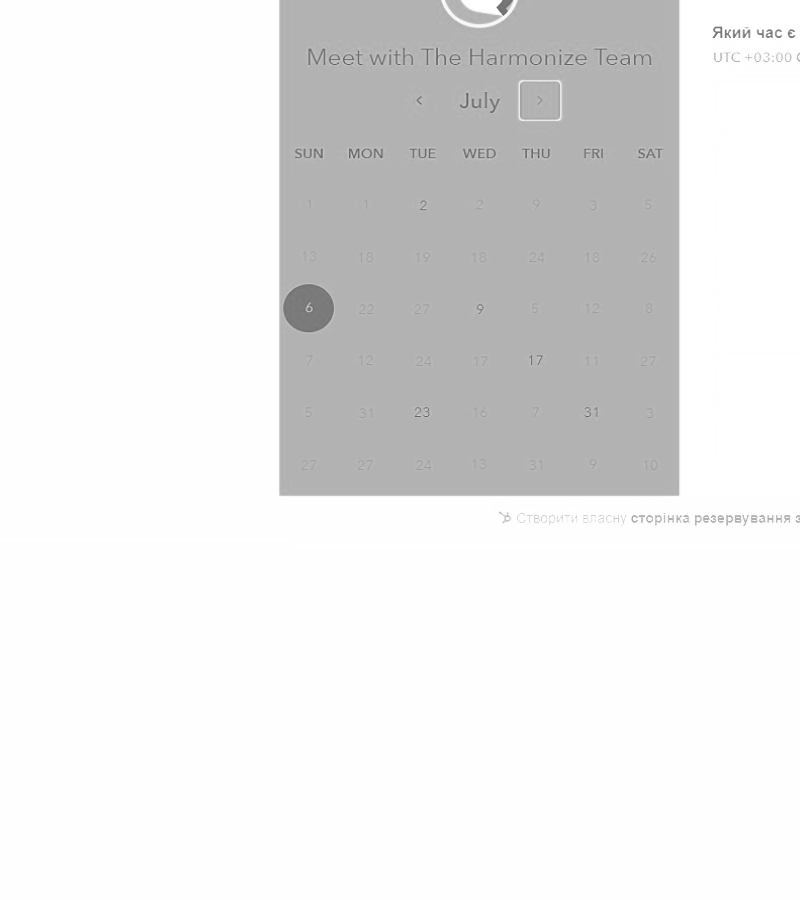 Meet with The Harmonize Team
July
SUN MON TUE WED THU FRI SAT
1 1 2 2 9 3 5
13 18 19 18 24 18 26
6 22 27 9 5 12 8
7 12 24 17 17 11 27
5 31 23 16 7 31 3
27 27 24 13 31 9 10
Який час є
UTC +03:00
Створити власну сторінка резервування